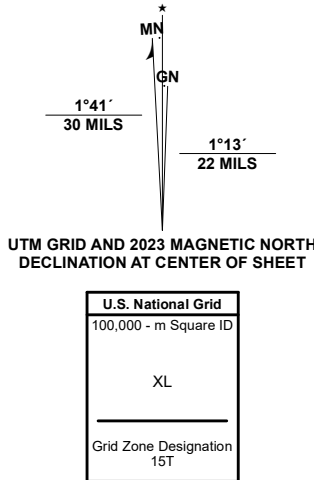 MN
GN
1°41´
30 MILS
1°13´
22 MILS
UTM GRID AND 2023 MAGNETIC NORTH
DECLINATION AT CENTER OF SHEET
U.S. National Grid
100,000 - m Square ID
XL
Grid Zone Designation
15T